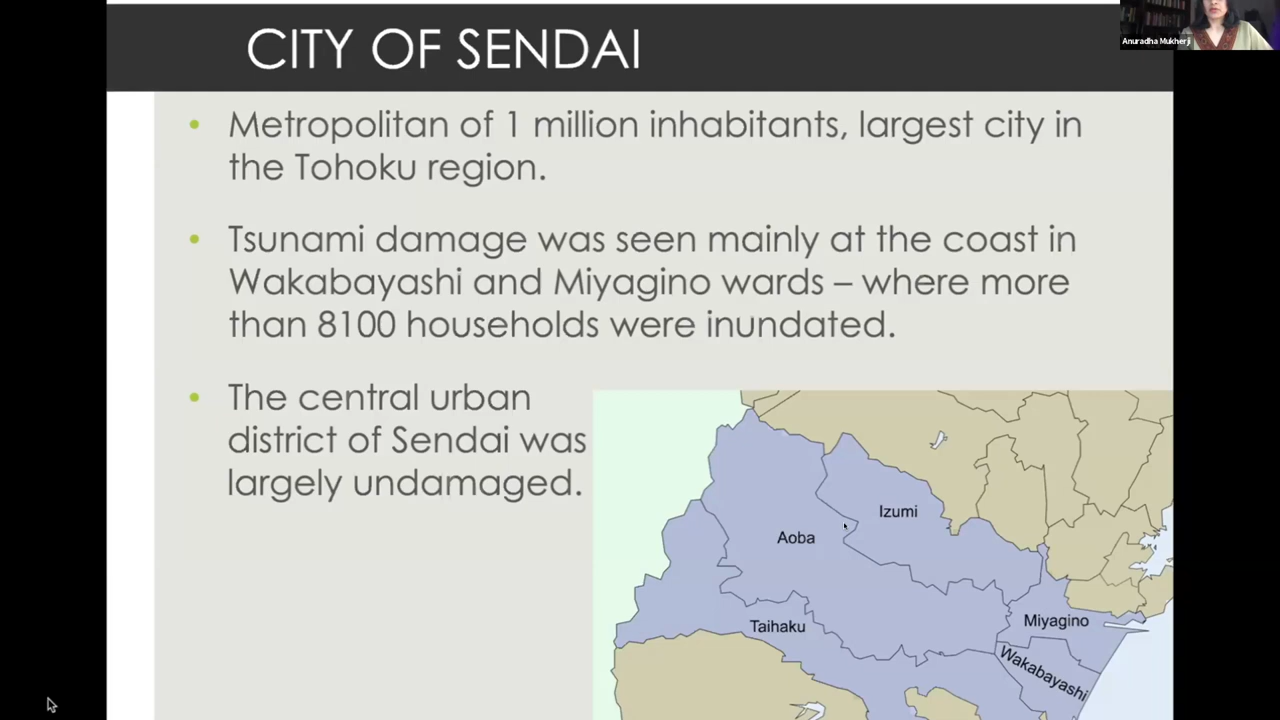 CITY OF SENDAI
Anuradha Mukherji
• Metropolitan of 1 million inhabitants, largest city in
the Tohoku region.
• Tsunami damage was seen mainly at the coast in
Wakabayashi and Miyagino wards – where more
than 8100 households were inundated.
• The central urban
district of Sendai was
largely undamaged.
Izumi
Aoba
Miyagino
Taihaku
Wakabayashi